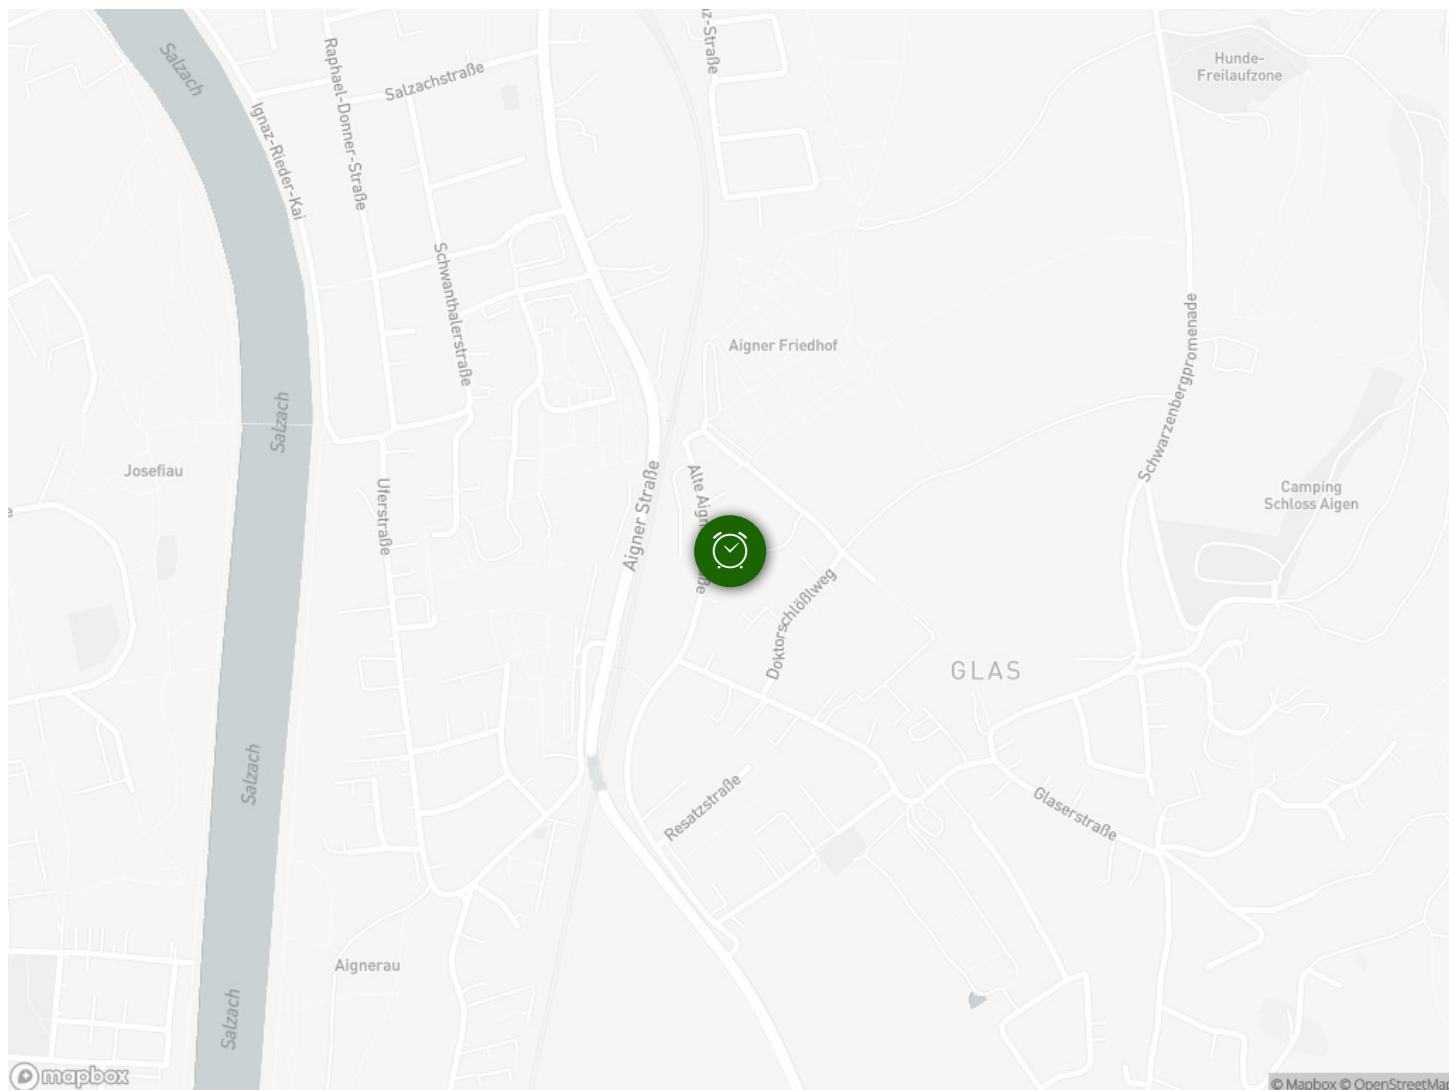 Salzach
Salzachstraße
Raphael-Donner-Straße
Ignaz-Rieder-Kai
z-Straße
Hunde-
Freilaufzone
Schwanthalerstraße
Aigner Friedhof
Schwarzenbergpromenade
Salzach
Josefiau
Uferstraße
Aigner Straße
Camping
Schloss Aigen
Doktorschlößlweg
GLAS
Salzach
Resatzstraße
Glaserstraße
Aignerau
Salzach
mapbox
© Mapbox © OpenStreetMap